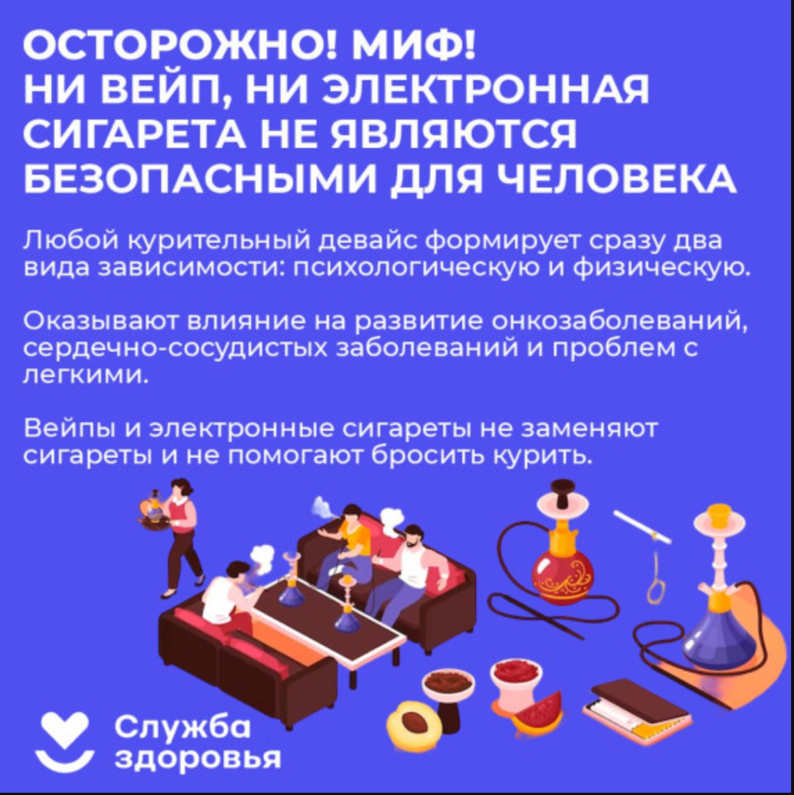 ОСТОРОЖНО! МИФ!
НИ ВЕЙП, НИ ЭЛЕКТРОННАЯ
СИГАРЕТА НЕ ЯВЛЯЮТСЯ
БЕЗОПАСНЫМИ ДЛЯ ЧЕЛОВЕКА
Любой курительный девайс формирует сразу два
вида зависимости: психологическую и физическую.
Оказывают влияние на развитие онкозаболеваний,
сердечно-сосудистых заболеваний и проблем с
легкими.
Вейпы и электронные сигареты не заменяют
сигареты и не помогают бросить курить.
Служба
здоровья